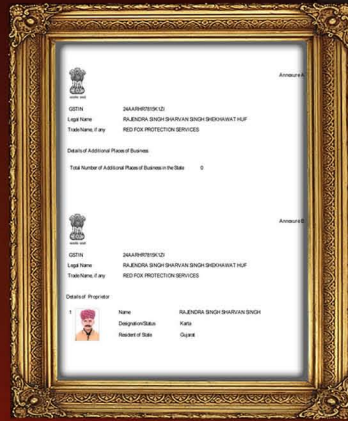 Annexure A
GSTIN 24AARHR7815K1ZI
Legal Name RAJENDRA SINGH SHARVAN SINGH SHEKHAWAT HUF
Trade Name, if any RED FOX PROTECTION SERVICES
Details of Additional Places of Business
Total Number of Additional Places of Business in the State 0
Annexure B
GSTIN 24AARHR7815K1ZI
Legal Name RAJENDRA SINGH SHARVAN SINGH SHEKHAWAT HUF
Trade Name, if any RED FOX PROTECTION SERVICES
Details of Proprietor
1 Name RAJENDRA SINGH SHARVAN SINGH
Designation/Status Karta
Resident of State Gujarat